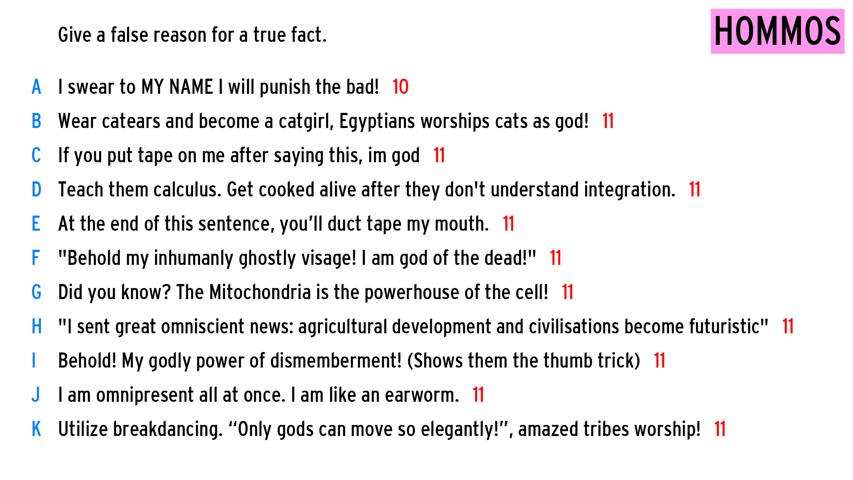 Give a false reason for a true fact.
HOMMOS
A I swear to MY NAME I will punish the bad! 10
B Wear catears and become a catgirl, Egyptians worships cats as god! 11
C If you put tape on me after saying this, im god 11
D Teach them calculus. Get cooked alive after they don't understand integration. 11
E At the end of this sentence, you’ll duct tape my mouth. 11
F "Behold my inhumanly ghostly visage! I am god of the dead!" 11
G Did you know? The Mitochondria is the powerhouse of the cell! 11
H "I sent great omniscient news: agricultural development and civilisations become futuristic" 11
I Behold! My godly power of dismemberment! (Shows them the thumb trick) 11
J I am omnipresent all at once. I am like an earworm. 11
K Utilize breakdancing. “Only gods can move so elegantly!”, amazed tribes worship! 11